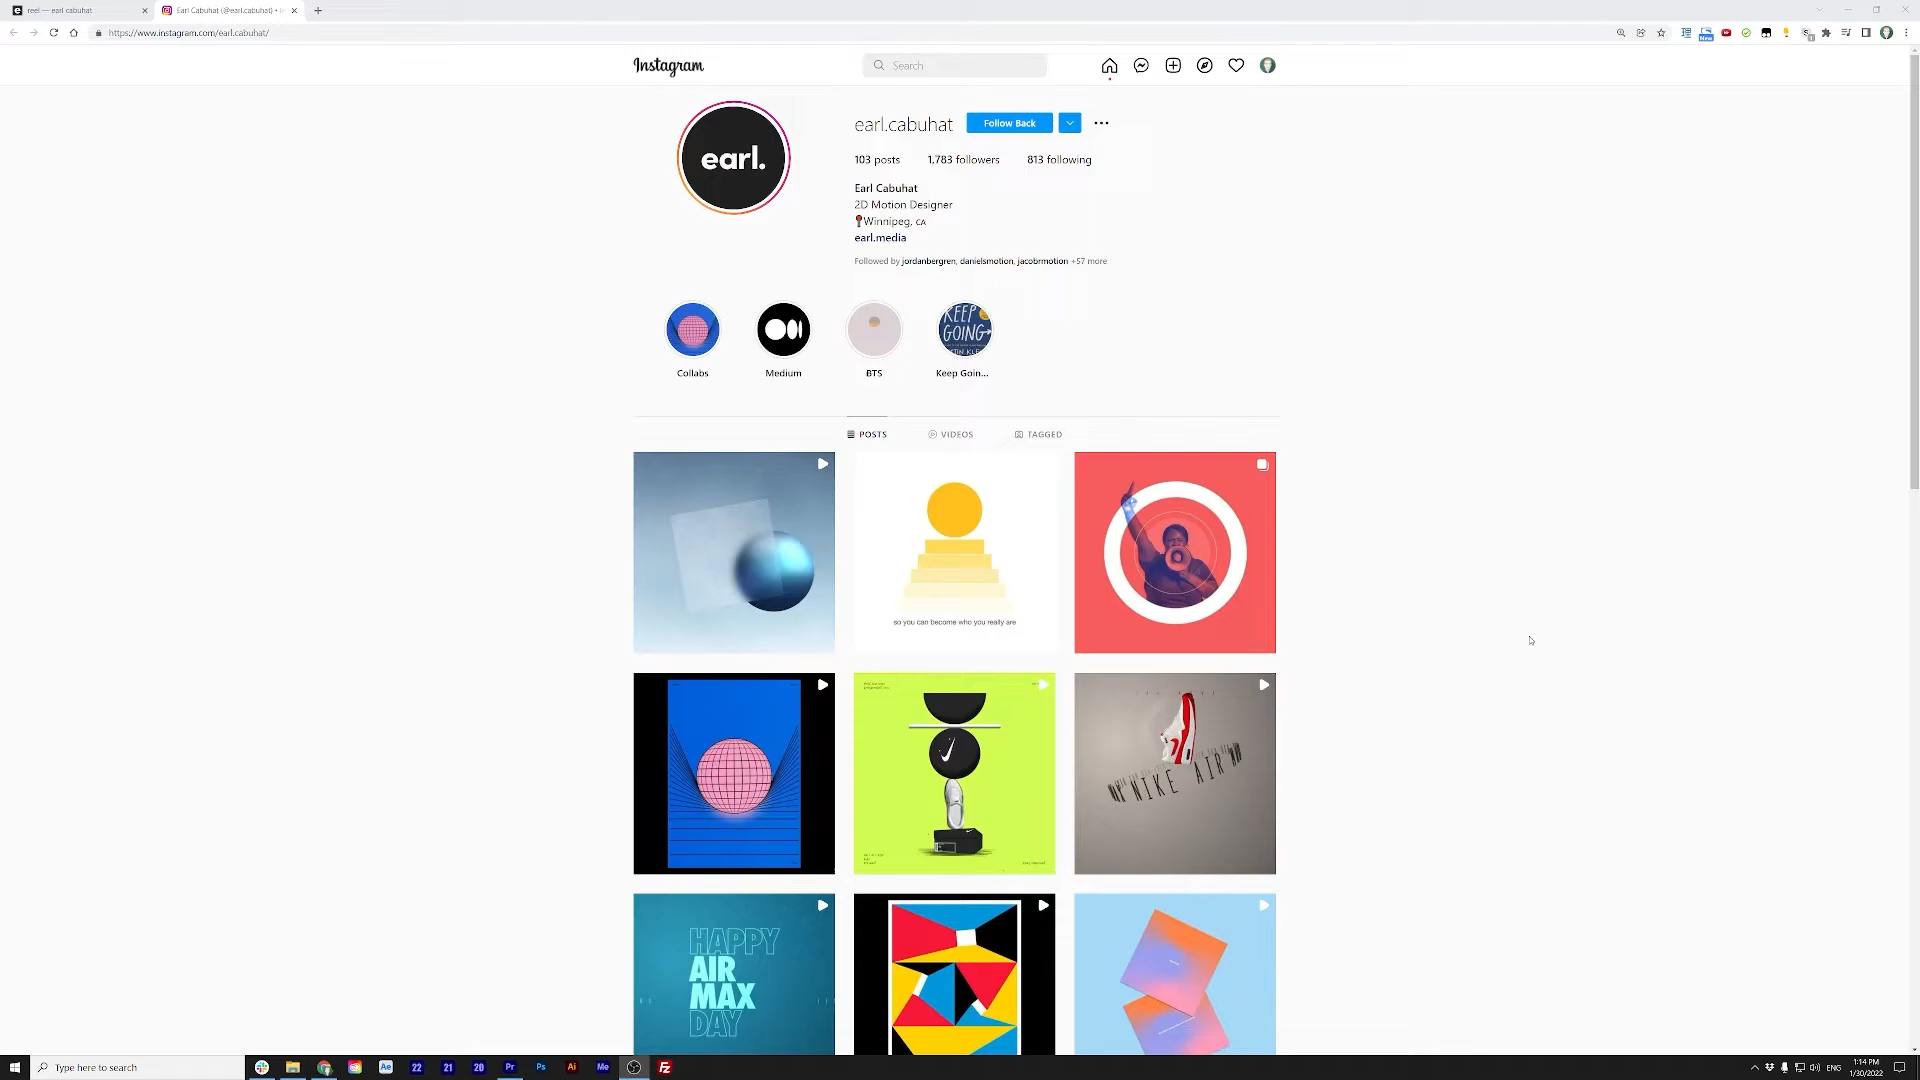 reel — earl cabuhat
Earl Cabuhat (@earl.cabuhat) •
https://www.instagram.com/earl.cabuhat/
New
Instagram
Search
earl.
earl.cabuhat
Follow Back
103 posts
1,783 followers
813 following
Earl Cabuhat
2D Motion Designer
Winnipeg, CA
earl.media
Followed by jordanbergren, danielsmotion, jacobrmotion +57 more
KEEP
GOING
Collabs
Medium
BTS
Keep Goin...
POSTS
VIDEOS
TAGGED
so you can become who you really are
NIKE AIR
HAPPY
AIR
MAX
DAY
Type here to search
Ae
22
21
20
Pr
Ps
Ai
Me
Fz
ENG
1:14 PM
1/30/2022